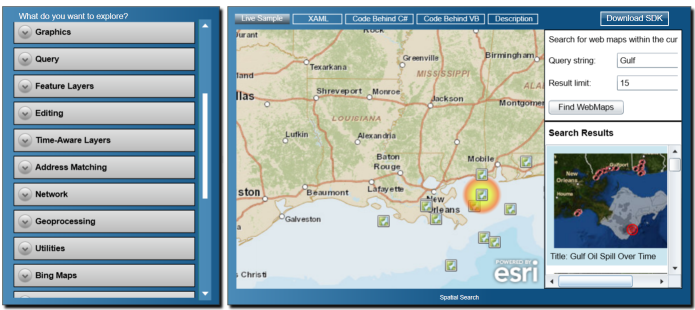 What do you want to explore?
Graphics
Query
Feature Layers
Editing
Time-Aware Layers
Address Matching
Network
Geoprocessing
Utilities
Bing Maps
Live Sample
XAML
Code Behind C#
Code Behind VB
Description
Download SDK
Greenville
Birmingham
Texarkana
MISSISSIPPI
Shreveport
Monroe
Jackson
Montgomer
LOUISIANA
Lufkin
Alexandria
Baton
Rouge
Mobile
Beaumont
Lafayette
New
Orleans
Galveston
Christi
POWERED BY
esri
Spatial Search
Search for web maps within the cur
Query string:
Gulf
Result limit:
15
Find WebMaps
Search Results
New
Orleans
Gulfport
Title: Gulf Oil Spill Over Time